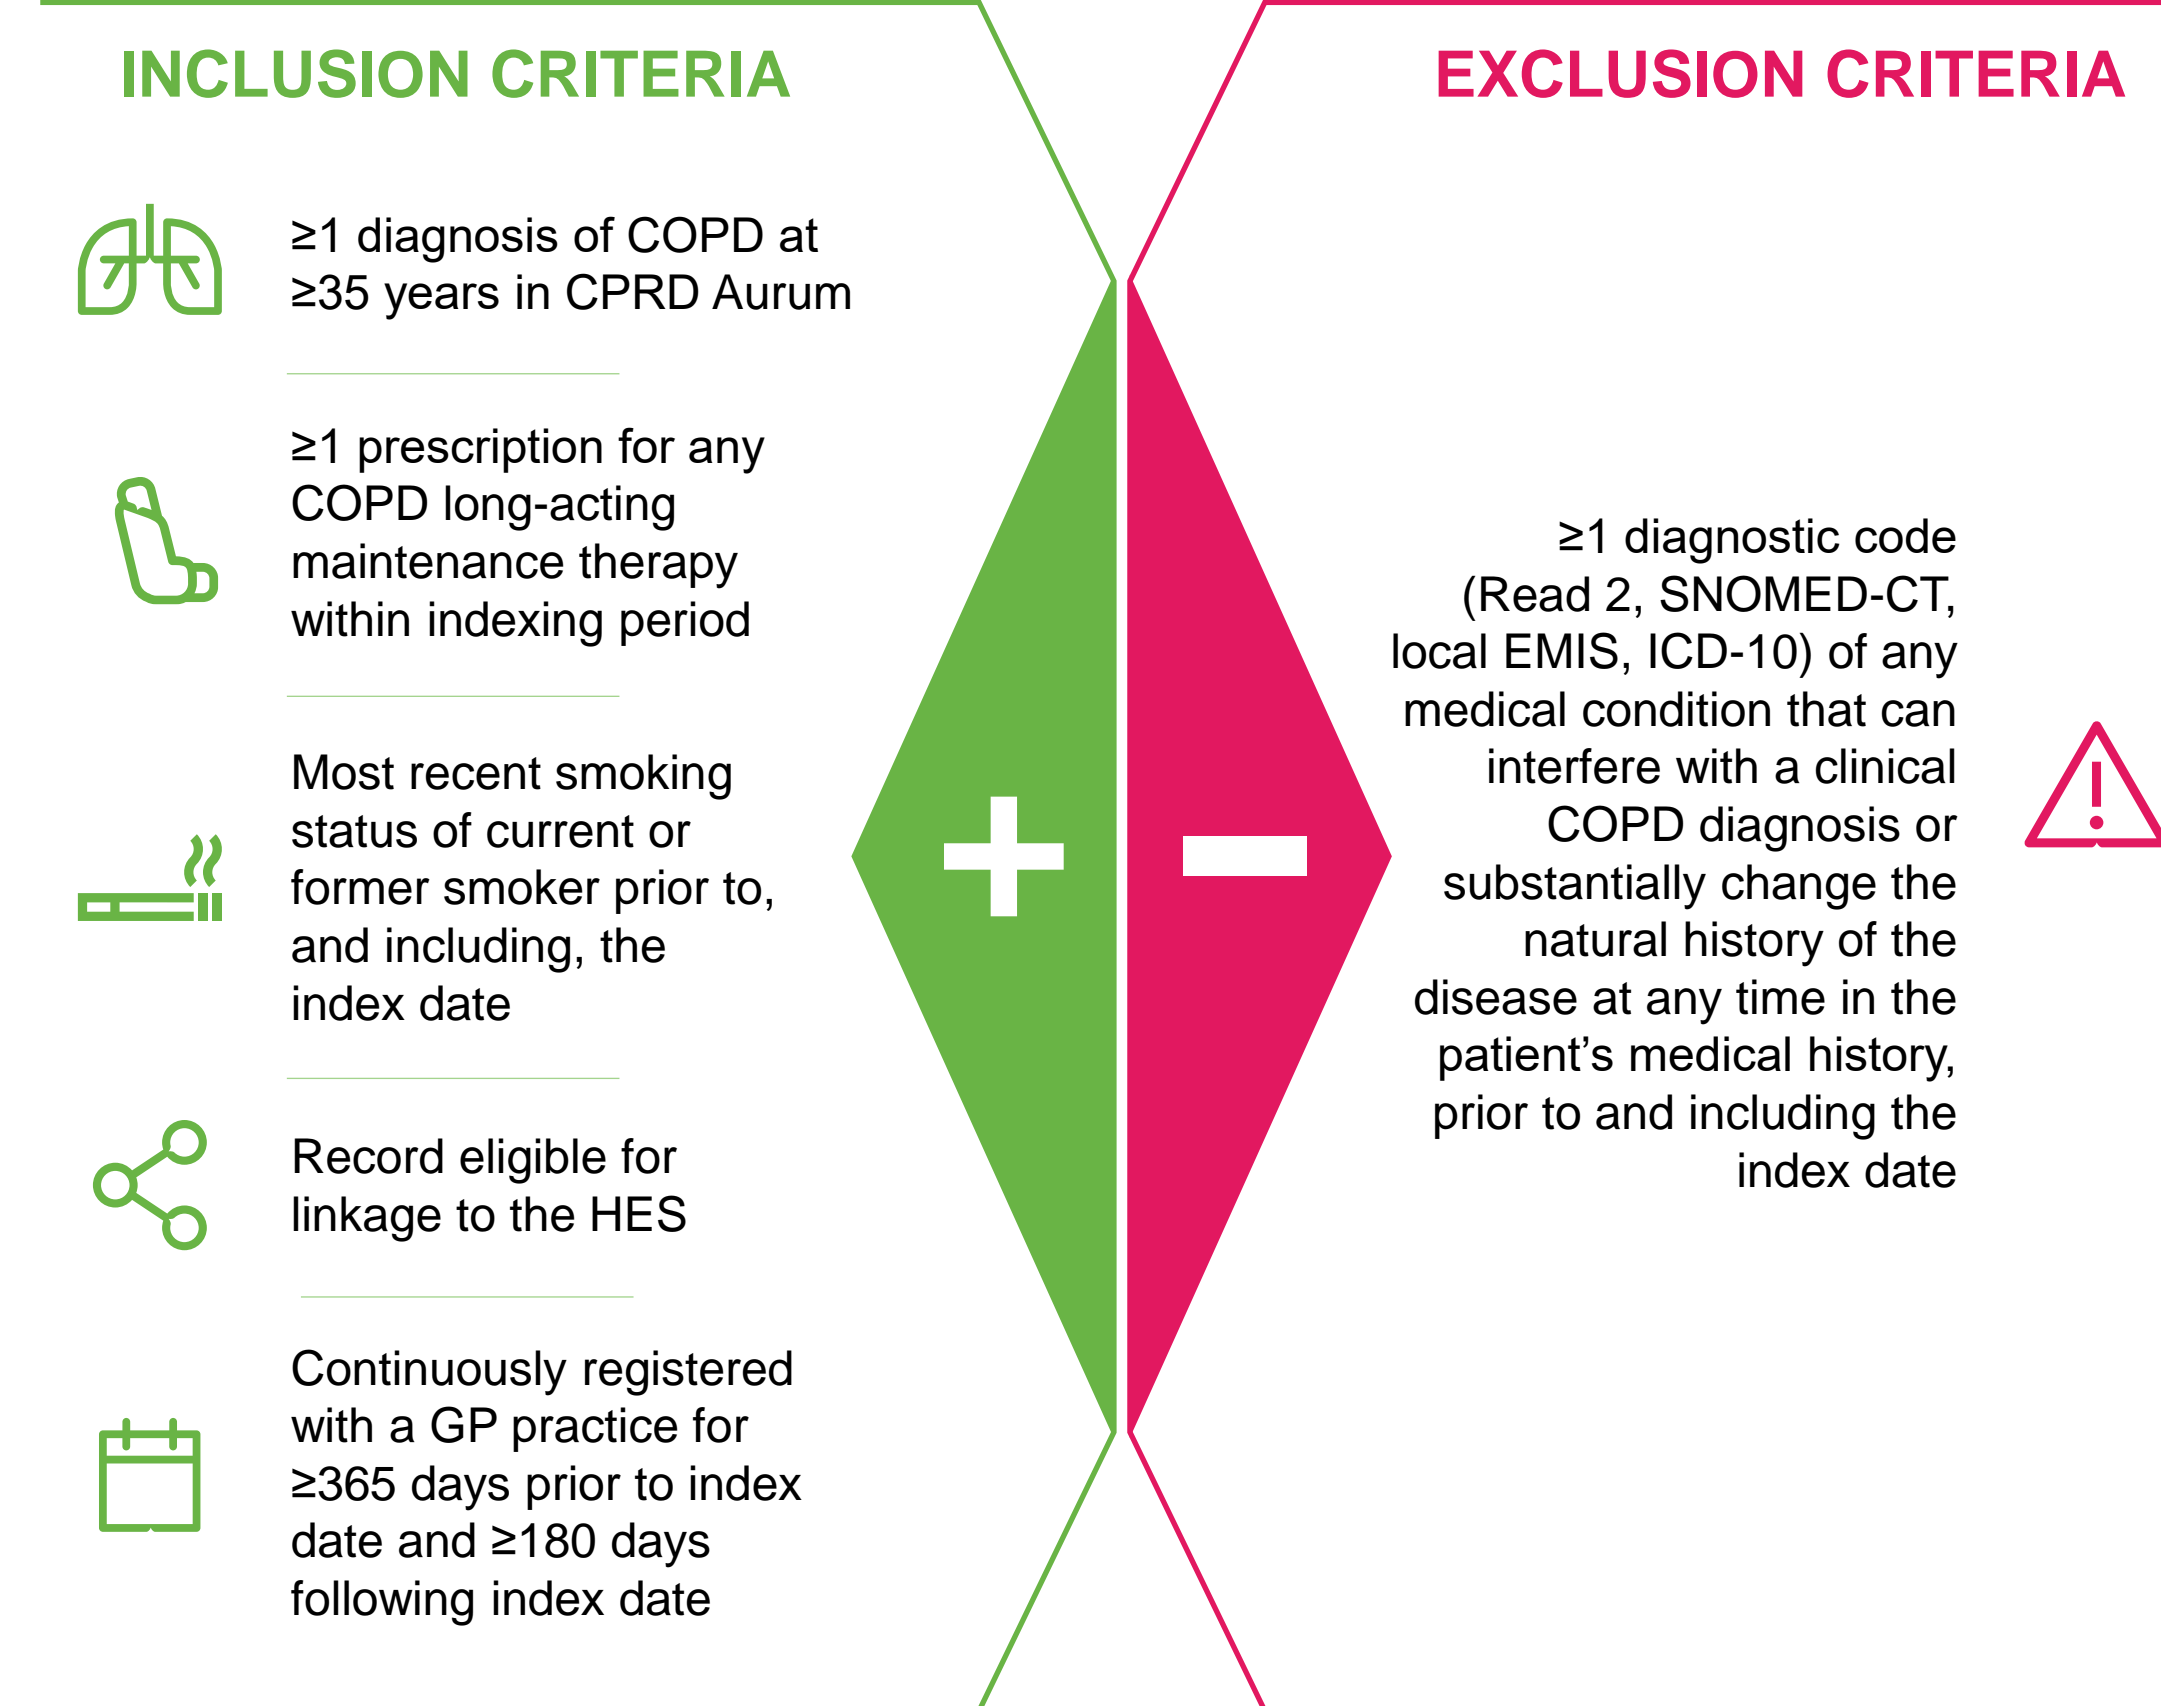 INCLUSION CRITERIA
≥1 diagnosis of COPD at
≥35 years in CPRD Aurum
≥1 prescription for any
COPD long-acting
maintenance therapy
within indexing period
Most recent smoking
status of current or
former smoker prior to,
and including, the
index date
Record eligible for
linkage to the HES
Continuously registered
with a GP practice for
≥365 days prior to index
date and ≥180 days
following index date
EXCLUSION CRITERIA
≥1 diagnostic code
(Read 2, SNOMED-CT,
local EMIS, ICD-10) of any
medical condition that can
interfere with a clinical
COPD diagnosis or
substantially change the
natural history of the
disease at any time in the
patient’s medical history,
prior to and including the
index date